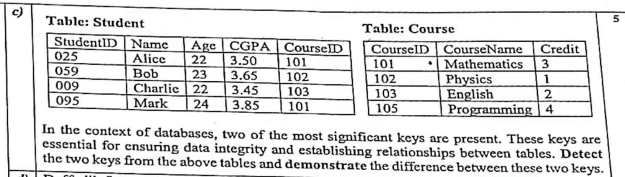 c)
Table: Student
StudentID Name Age CGPA CourseID
025 Alice 22 3.50 101
059 Bob 23 3.65 102
009 Charlie 22 3.45 103
095 Mark 24 3.85 101
Table: Course
CourseID CourseName Credit
101 Mathematics 3
102 Physics 1
103 English 2
105 Programming 4
5
In the context of databases, two of the most significant keys are present. These keys are
essential for ensuring data integrity and establishing relationships between tables. Detect
the two keys from the above tables and demonstrate the difference between these two keys.